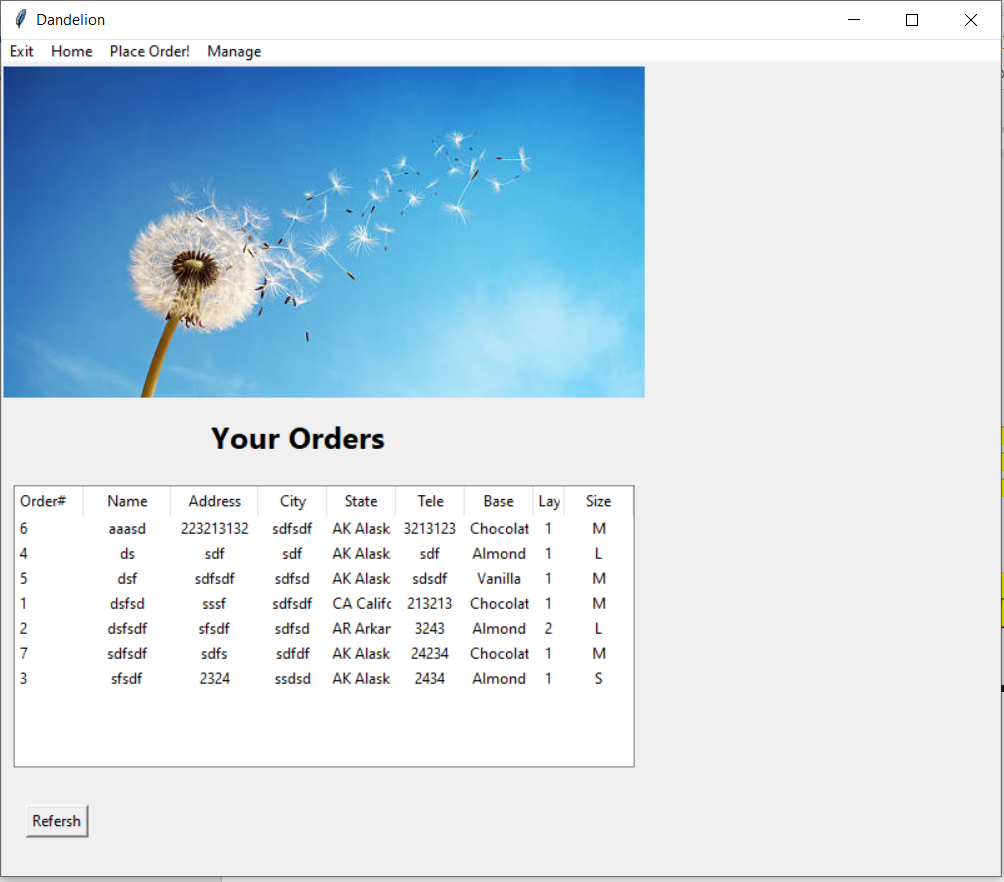 Dandelion
Exit Home Place Order! Manage
Your Orders
Order# Name Address City State Tele Base Lay Size
6 aaasd 223213132 sdfsdf AK Alask 3213123 Chocolat 1 M
4 ds sdf sdf AK Alask sdf Almond 1 L
5 dsf sdfsdf sdfsd AK Alask sdsdf Vanilla 1 M
1 dsfsd sssf sdfsdf CA Califc 213213 Chocolat 1 M
2 dsfsdf sfsdf sdfsd AR Arkar 3243 Almond 2 L
7 sdfsdf sdfs sdfdf AK Alask 24234 Chocolat 1 M
3 sfsdf 2324 ssdsd AK Alask 2434 Almond 1 S
Refersh